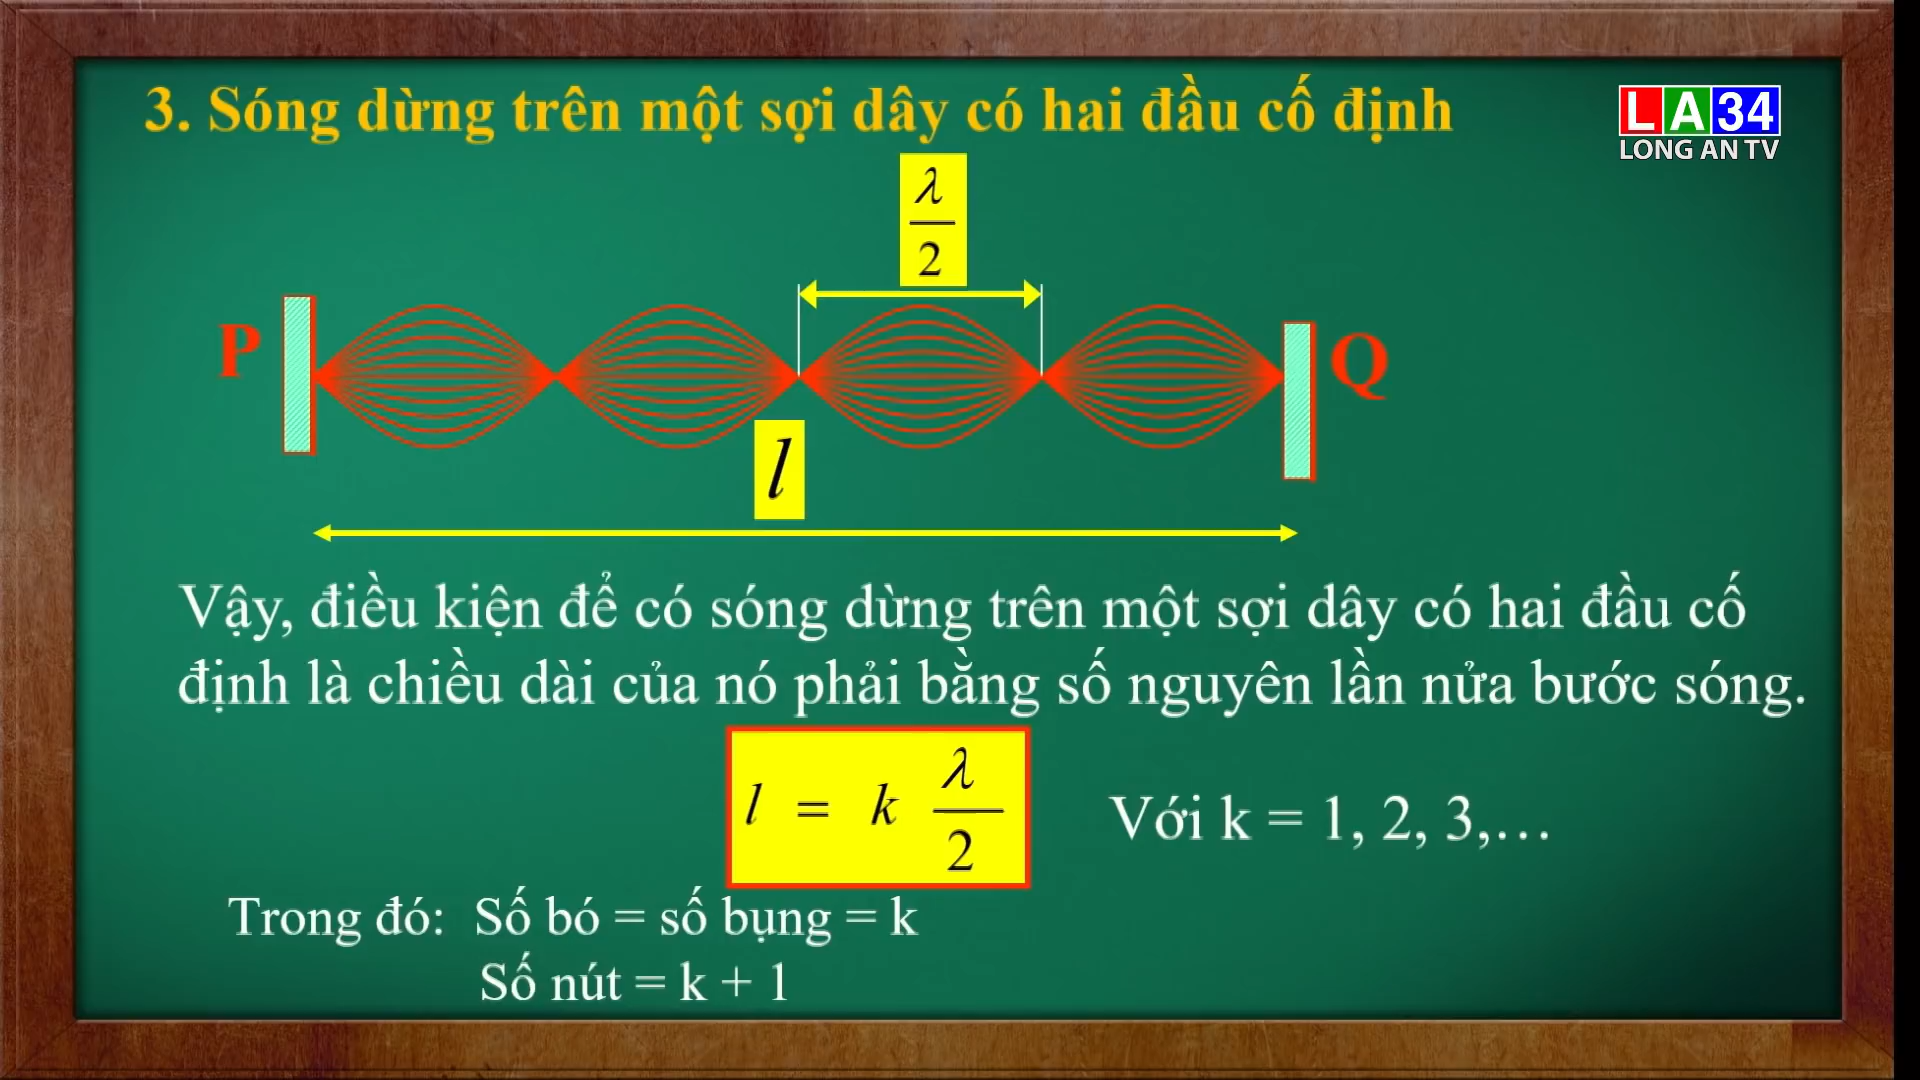 3. Sóng dừng trên một sợi dây có hai đầu cố định
LA34
LONG AN TV
λ
2
P
Q
l
Vậy, điều kiện để có sóng dừng trên một sợi dây có hai đầu cố
định là chiều dài của nó phải bằng số nguyên lần nửa bước sóng.
l = k λ/2
Với k = 1, 2, 3,…
Trong đó: Số bó = số bụng = k
Số nút = k + 1